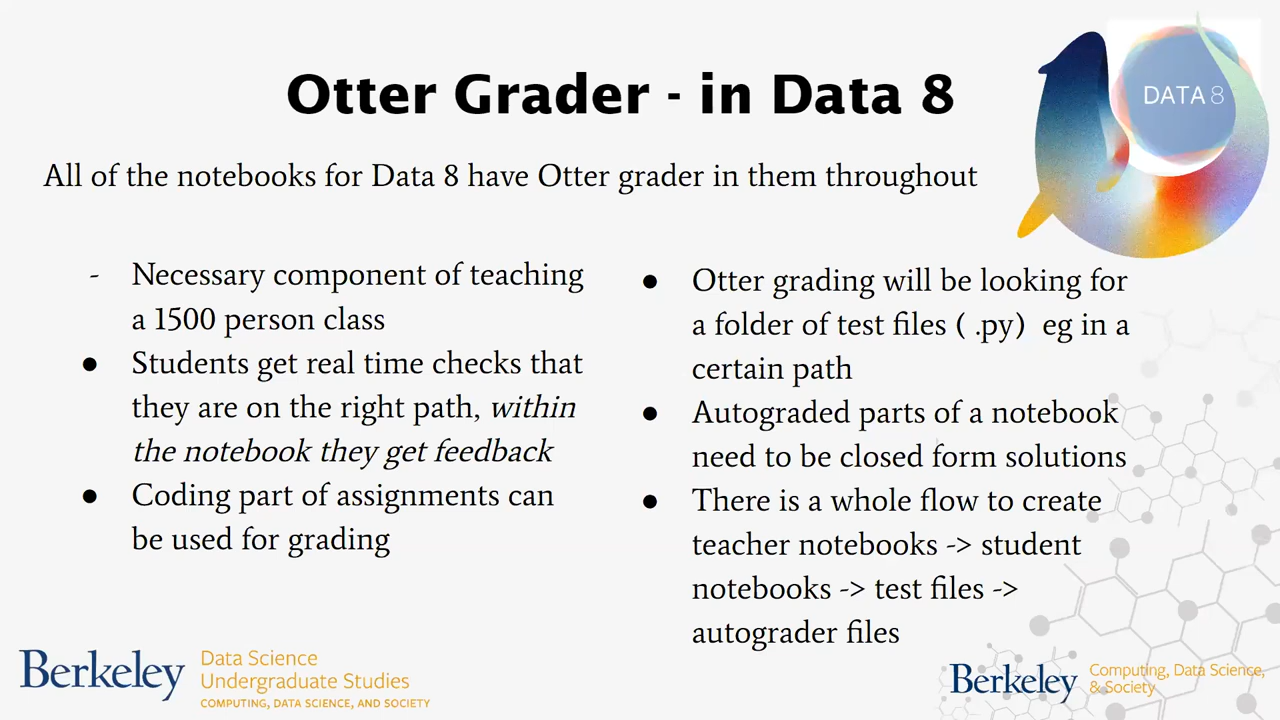 Otter Grader - in Data 8
DATA 8
All of the notebooks for Data 8 have Otter grader in them throughout
- Necessary component of teaching
a 1500 person class
● Students get real time checks that
they are on the right path, within
the notebook they get feedback
● Coding part of assignments can
be used for grading
● Otter grading will be looking for
a folder of test files ( .py) eg in a
certain path
● Autograded parts of a notebook
need to be closed form solutions
● There is a whole flow to create
teacher notebooks -> student
notebooks -> test files ->
autograder files
Berkeley
Data Science
Undergraduate Studies
COMPUTING, DATA SCIENCE, AND SOCIETY
Berkeley
Computing, Data Science,
& Society